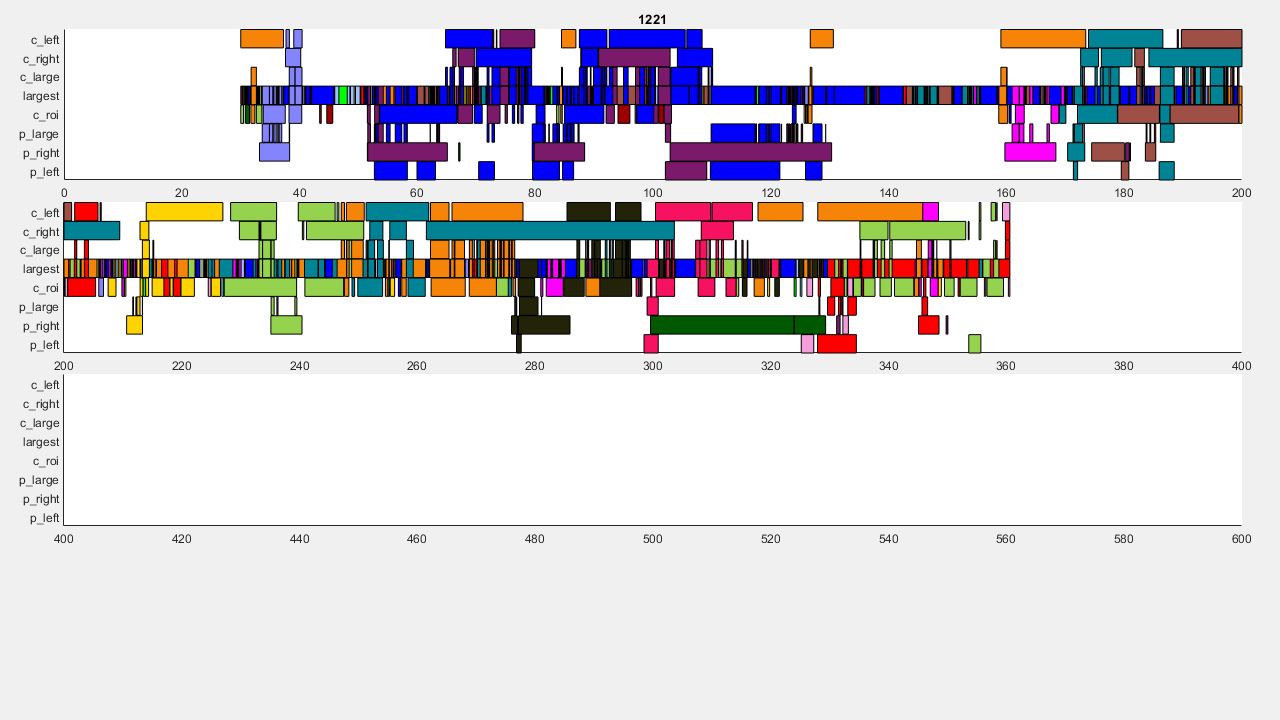 1221
c_left
c_right
c_large
largest
c_roi
p_large
p_right
p_left
0 20 40 60 80 100 120 140 160 180 200
c_left
c_right
c_large
largest
c_roi
p_large
p_right
p_left
200 220 240 260 280 300 320 340 360 380 400
c_left
c_right
c_large
largest
c_roi
p_large
p_right
p_left
400 420 440 460 480 500 520 540 560 580 600